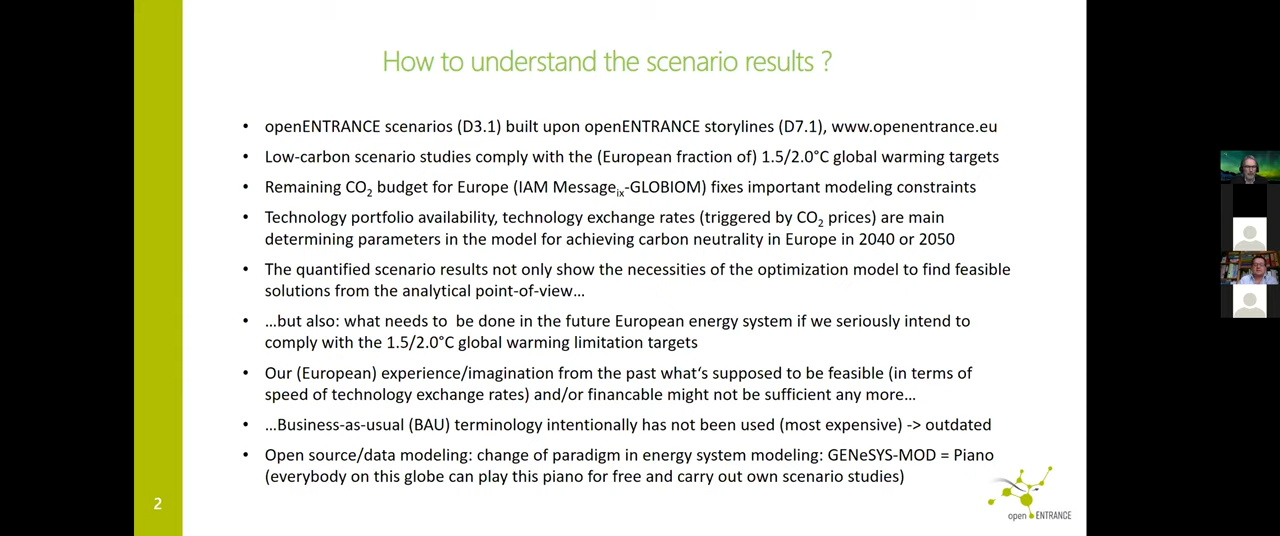 How to understand the scenario results ?
• openENTRANCE scenarios (D3.1) built upon openENTRANCE storylines (D7.1), www.openentrance.eu
• Low-carbon scenario studies comply with the (European fraction of) 1.5/2.0°C global warming targets
• Remaining CO2 budget for Europe (IAM Messageix-GLOBIOM) fixes important modeling constraints
• Technology portfolio availability, technology exchange rates (triggered by CO2 prices) are main
determining parameters in the model for achieving carbon neutrality in Europe in 2040 or 2050
• The quantified scenario results not only show the necessities of the optimization model to find feasible
solutions from the analytical point-of-view…
• …but also: what needs to  be done in the future European energy system if we seriously intend to
comply with the 1.5/2.0°C global warming limitation targets
• Our (European) experience/imagination from the past what‘s supposed to be feasible (in terms of
speed of technology exchange rates) and/or financable might not be sufficient any more…
• …Business-as-usual (BAU) terminology intentionally has not been used (most expensive) -> outdated
• Open source/data modeling: change of paradigm in energy system modeling: GENeSYS-MOD = Piano
(everybody on this globe can play this piano for free and carry out own scenario studies)
2
open ENTRANCE